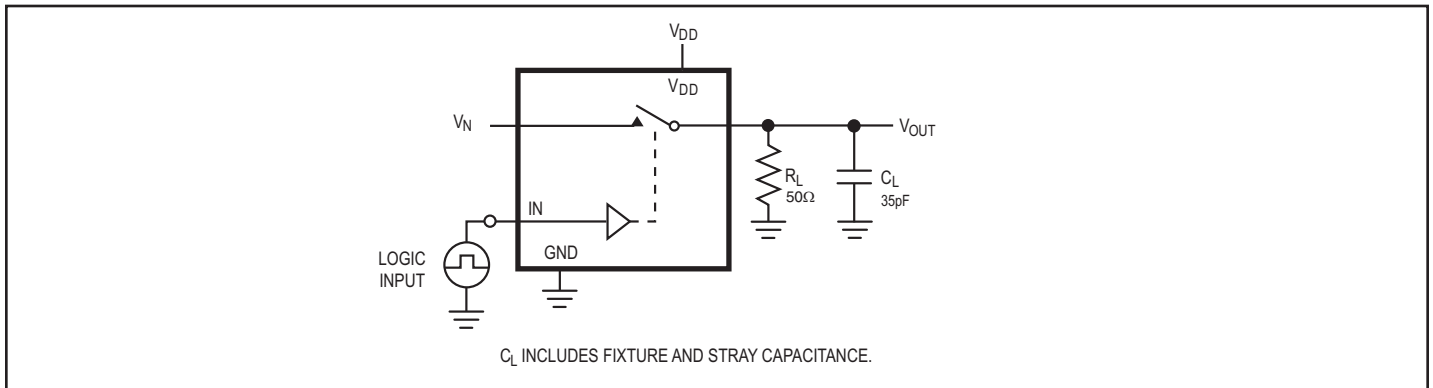 VDD
VDD
VN
VOUT
RL
50Ω
CL
35pF
IN
GND
LOGIC
INPUT
CL INCLUDES FIXTURE AND STRAY CAPACITANCE.